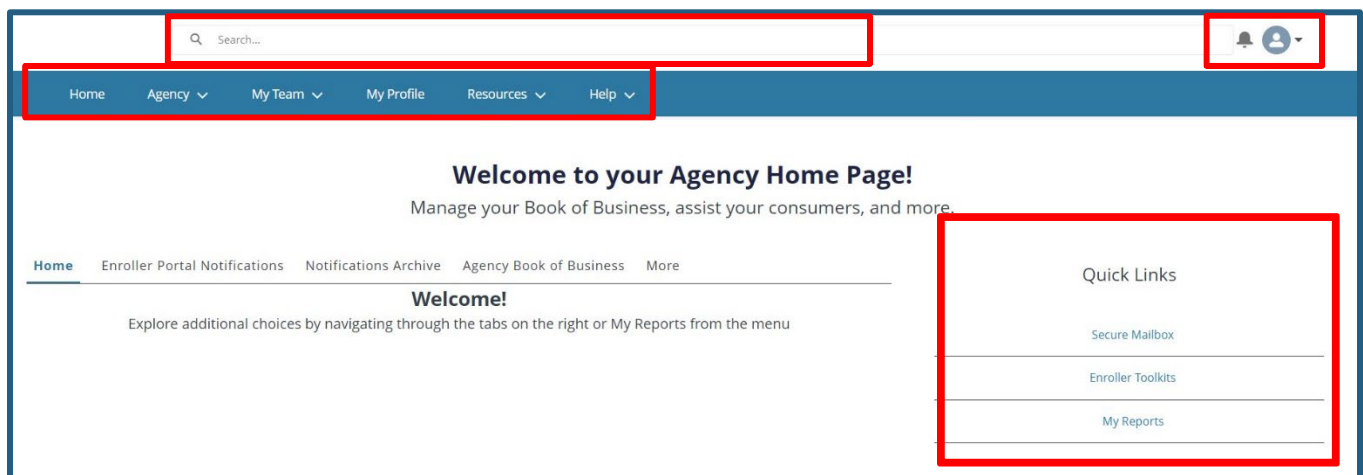 Search...
Home Agency My Team My Profile Resources Help
Welcome to your Agency Home Page!
Manage your Book of Business, assist your consumers, and more.
Home Enroller Portal Notifications Notifications Archive Agency Book of Business More
Welcome!
Explore additional choices by navigating through the tabs on the right or My Reports from the menu
Quick Links
Secure Mailbox
Enroller Toolkits
My Reports